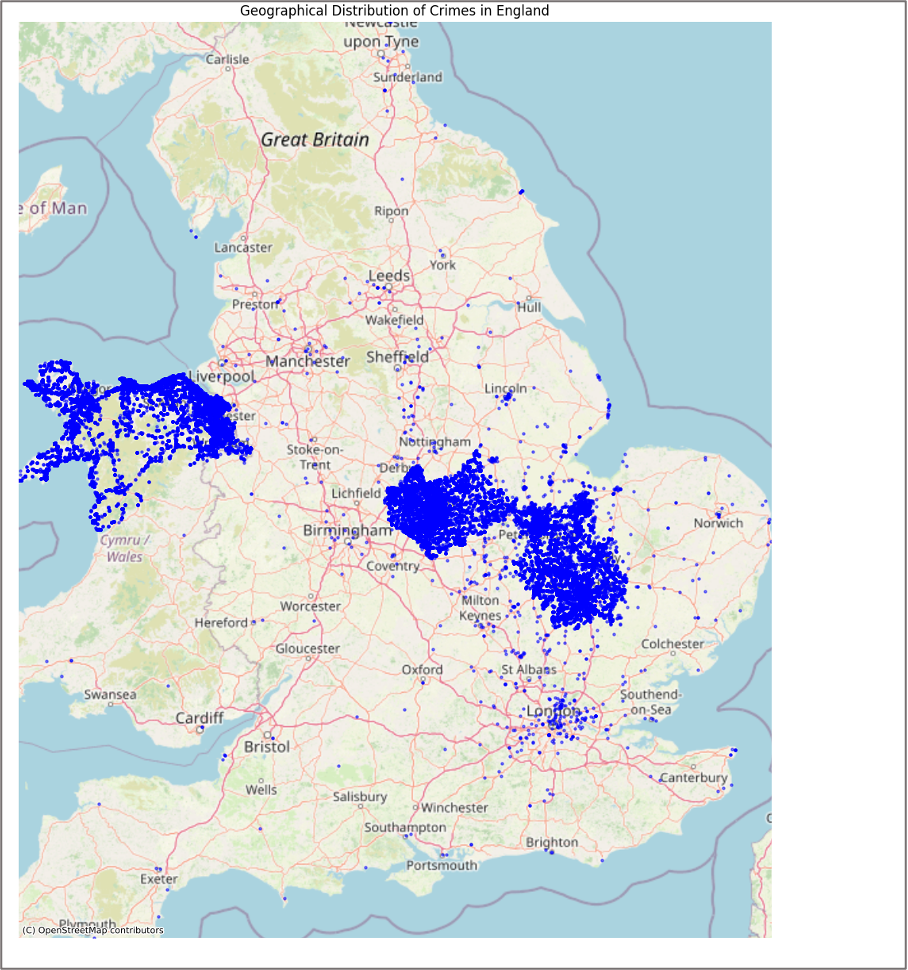 Geographical Distribution of Crimes in England
Newcastle
upon Tyne
Carlisle
Sunderland
Great Britain
e of Man
Ripon
Lancaster
York
Leeds
Preston
Hull
Wakefield
Manchester
Sheffield
Liverpool
Lincoln
ester
Nottingham
Stoke-on-
Trent
Derby
Lichfield
Norwich
Birmingham
Coventry
Cymru /
Wales
Milton
Keynes
Worcester
Hereford
Colchester
Gloucester
Oxford
St Albans
Swansea
Southend-
on-Sea
London
Cardiff
Bristol
Canterbury
Wells
Salisbury
Winchester
Southampton
Brighton
Portsmouth
Exeter
Plymouth
(C) OpenStreetMap contributors